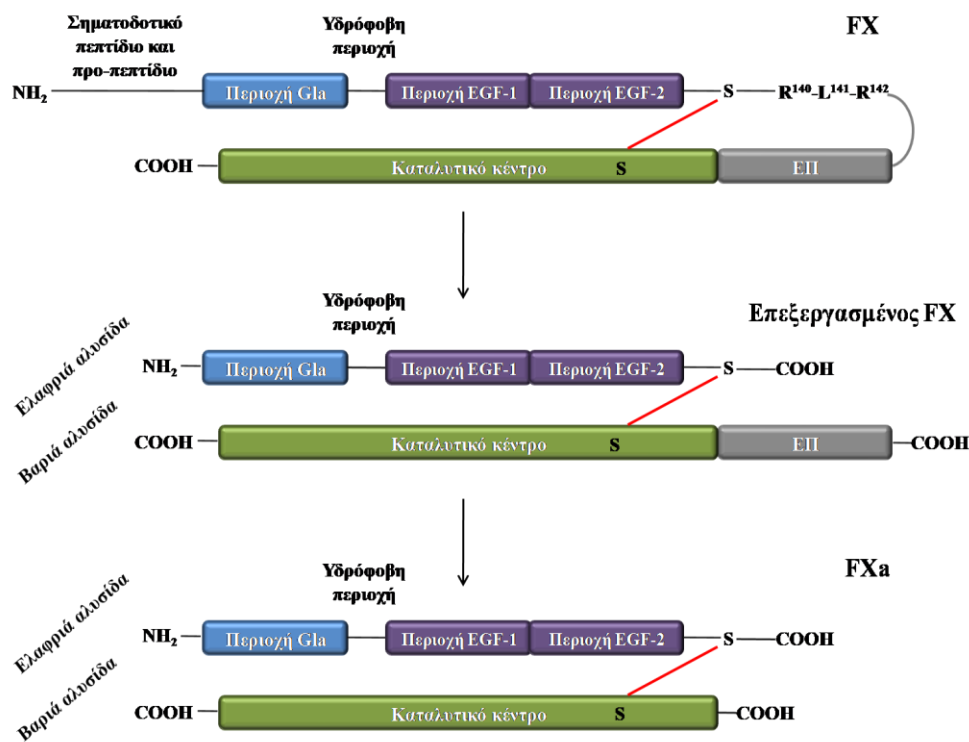 Σηματοδοτικό
πεπτίδιο και
προ-πεπτίδιο
Υδρόφοβη
περιοχή
FX
NH₂
Περιοχή Gla
Περιοχή EGF-1
Περιοχή EGF-2
S
R¹⁴⁰-L¹⁴¹-R¹⁴²
COOH
Καταλυτικό κέντρο
S
ΕΠ
Υδρόφοβη
περιοχή
Επεξεργασμένος FX
Ελαφριά αλυσίδα
NH₂
Περιοχή Gla
Περιοχή EGF-1
Περιοχή EGF-2
S
COOH
Βαριά αλυσίδα
COOH
Καταλυτικό κέντρο
S
ΕΠ
COOH
Υδρόφοβη
περιοχή
FXa
Ελαφριά αλυσίδα
NH₂
Περιοχή Gla
Περιοχή EGF-1
Περιοχή EGF-2
S
COOH
Βαριά αλυσίδα
COOH
Καταλυτικό κέντρο
S
COOH